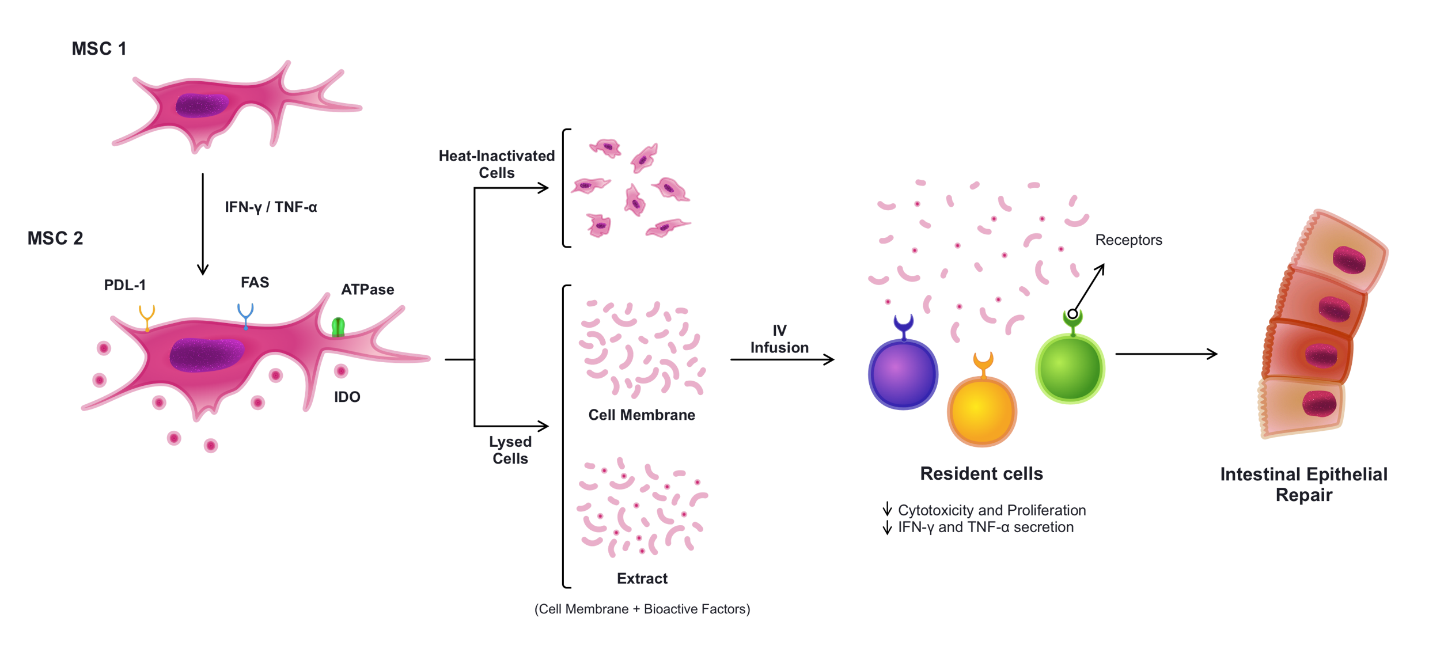 MSC 1
IFN-γ / TNF-α
MSC 2
PDL-1
FAS
ATPase
IDO
Heat-Inactivated
Cells
Lysed
Cells
Cell Membrane
Extract
(Cell Membrane + Bioactive Factors)
IV
Infusion
Receptors
Resident cells
↓ Cytotoxicity and Proliferation
↓ IFN-γ and TNF-α secretion
Intestinal Epithelial
Repair